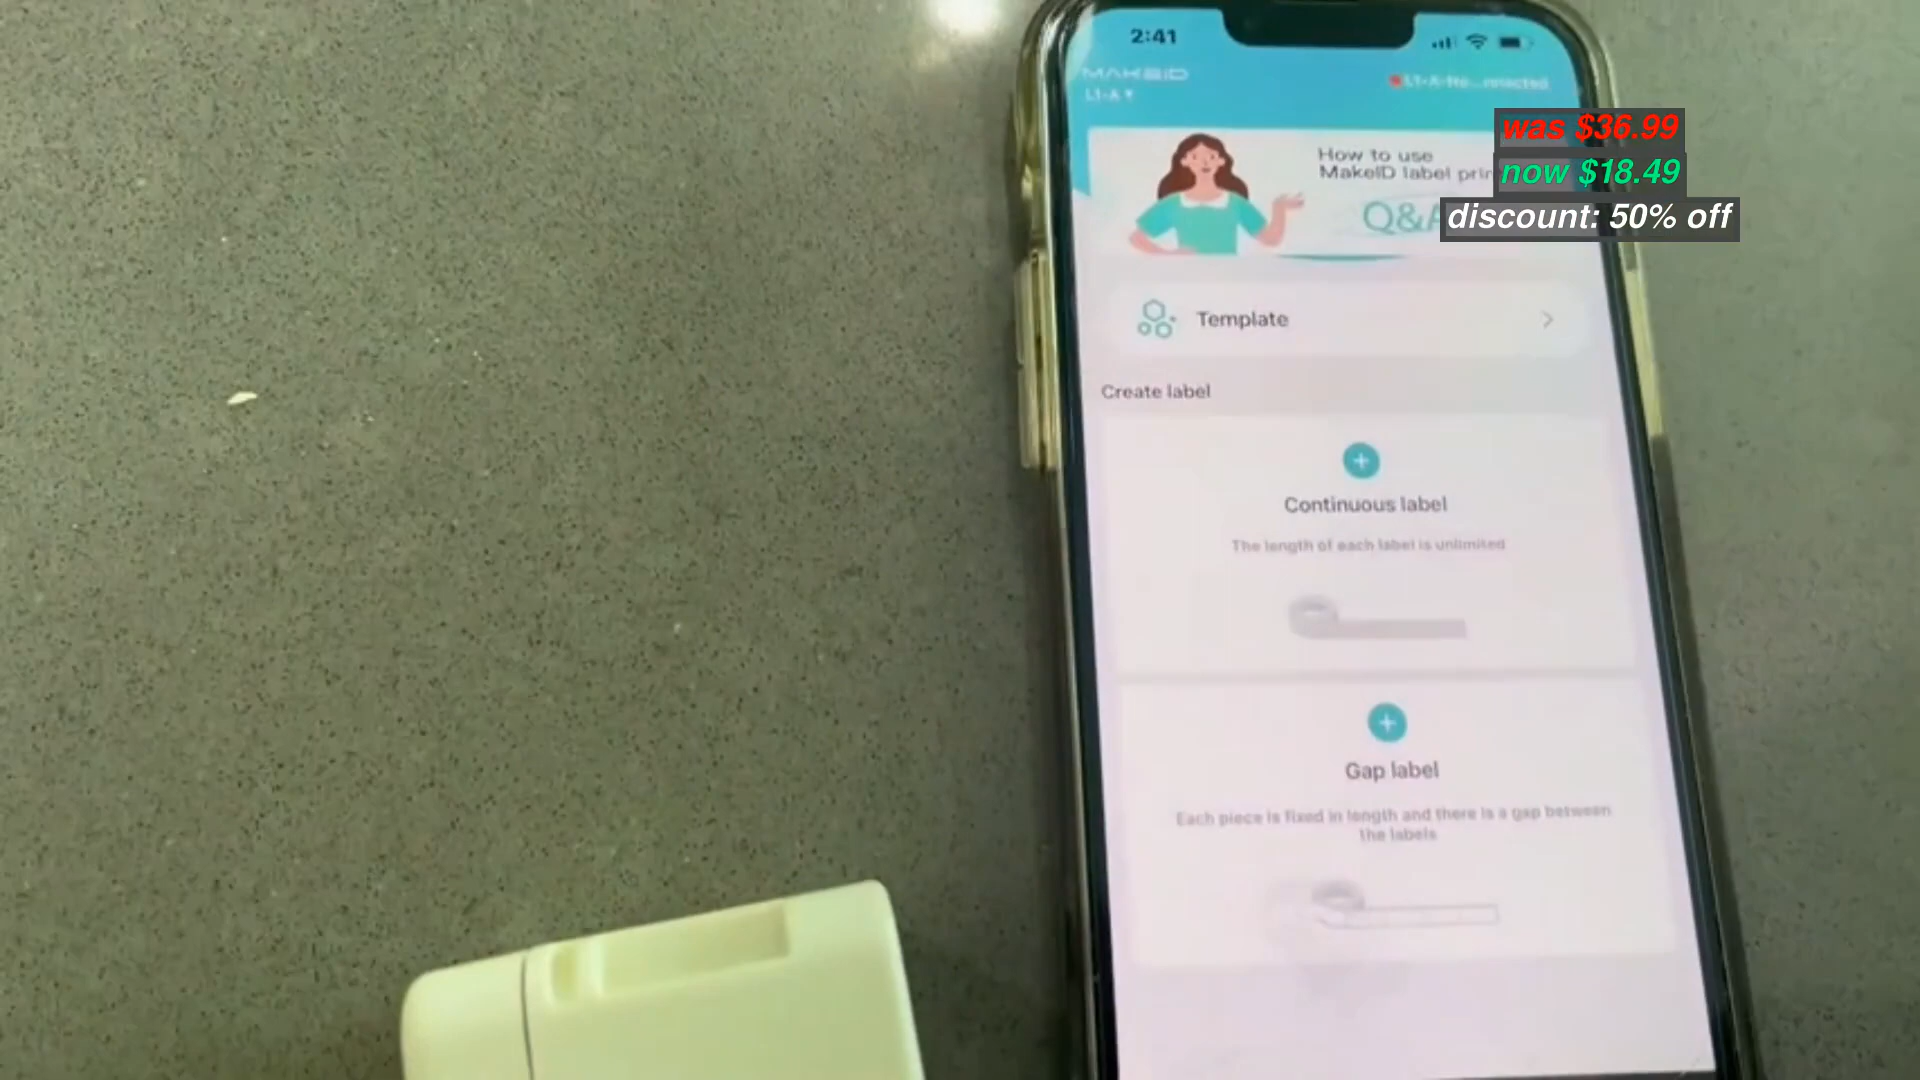 2:41
MAKEID
L1-A
was $36.99
How to use
MakeID label
now $18.49
discount: 50% off
Template
Create label
Continuous label
The length of each label is unlimited
Gap label
Each piece is fixed in length and there is a gap between
the labels